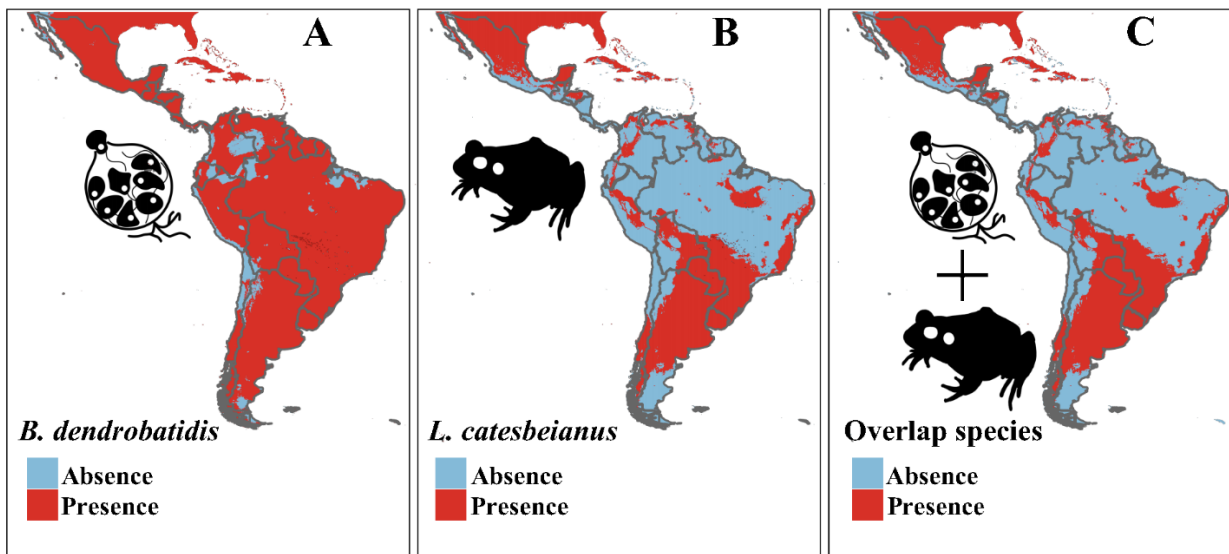 A
B. dendrobatidis
Absence
Presence
B
L. catesbeianus
Absence
Presence
C
Overlap species
Absence
Presence